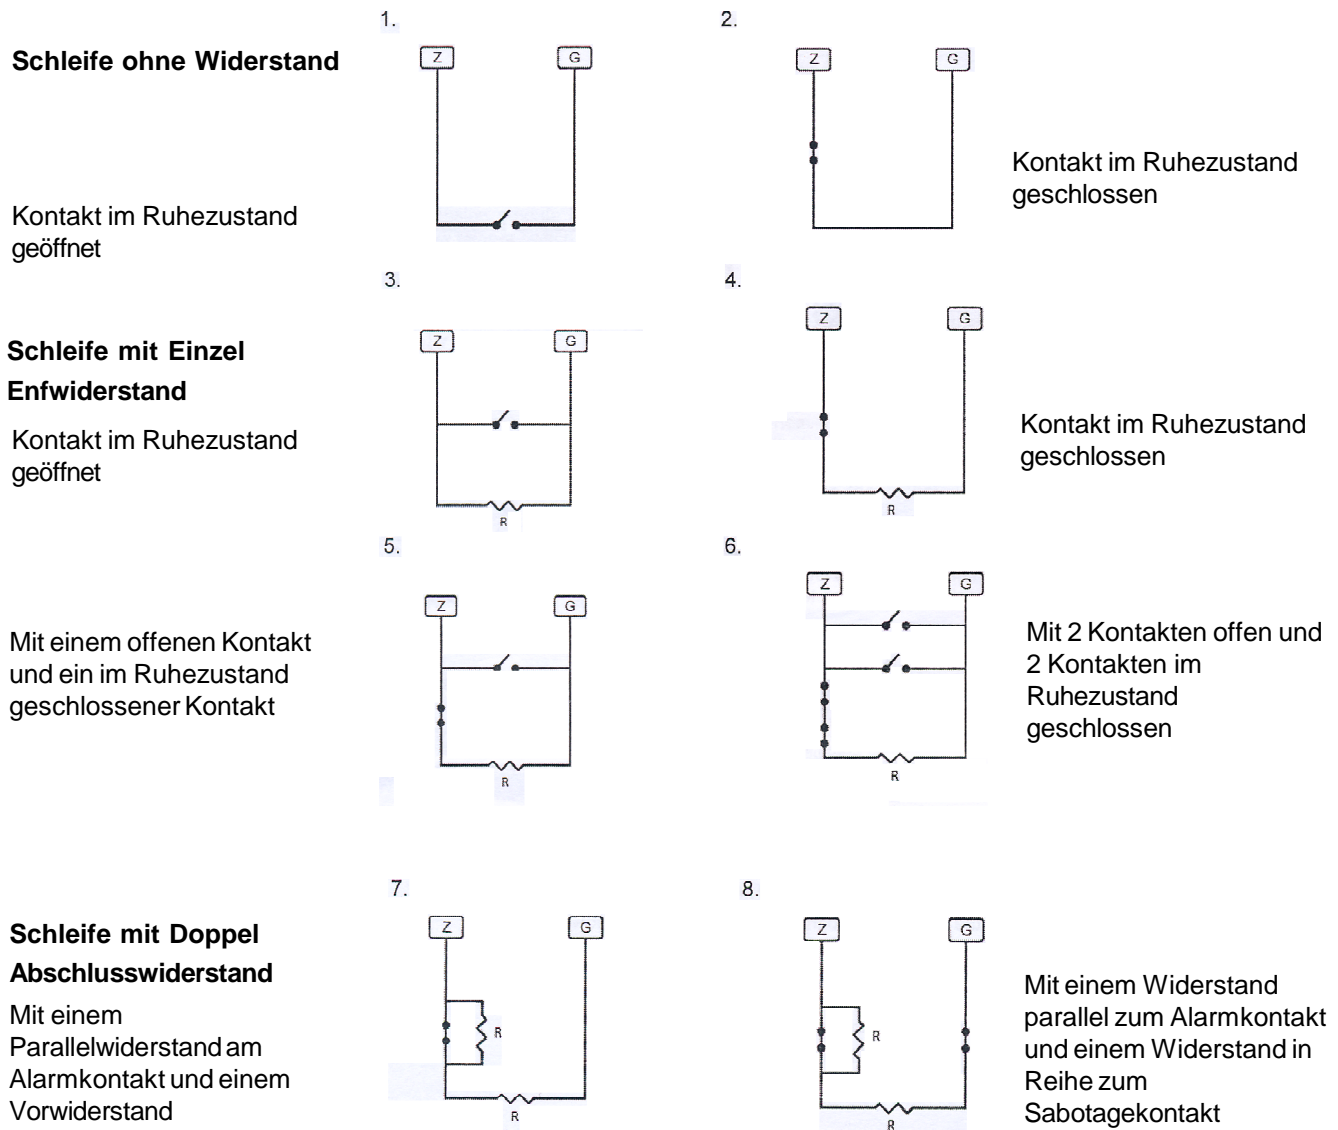 1.
2.
Schleife ohne Widerstand
Z
G
Z
G
Kontakt im Ruhezustand
geschlossen
Kontakt im Ruhezustand
geöffnet
3.
4.
Z
G
Z
G
Schleife mit Einzel
Enfwiderstand
Kontakt im Ruhezustand
geöffnet
Kontakt im Ruhezustand
geschlossen
R
R
5.
6.
Z
G
Z
G
Mit einem offenen Kontakt
und ein im Ruhezustand
geschlossener Kontakt
Mit 2 Kontakten offen und
2 Kontakten im
Ruhezustand
geschlossen
R
R
7.
8.
Z
G
Z
G
Schleife mit Doppel
Abschlusswiderstand
Mit einem
Parallelwiderstand am
Alarmkontakt und einem
Vorwiderstand
R
R
R
R
Mit einem Widerstand
parallel zum Alarmkontakt
und einem Widerstand in
Reihe zum
Sabotagekontakt